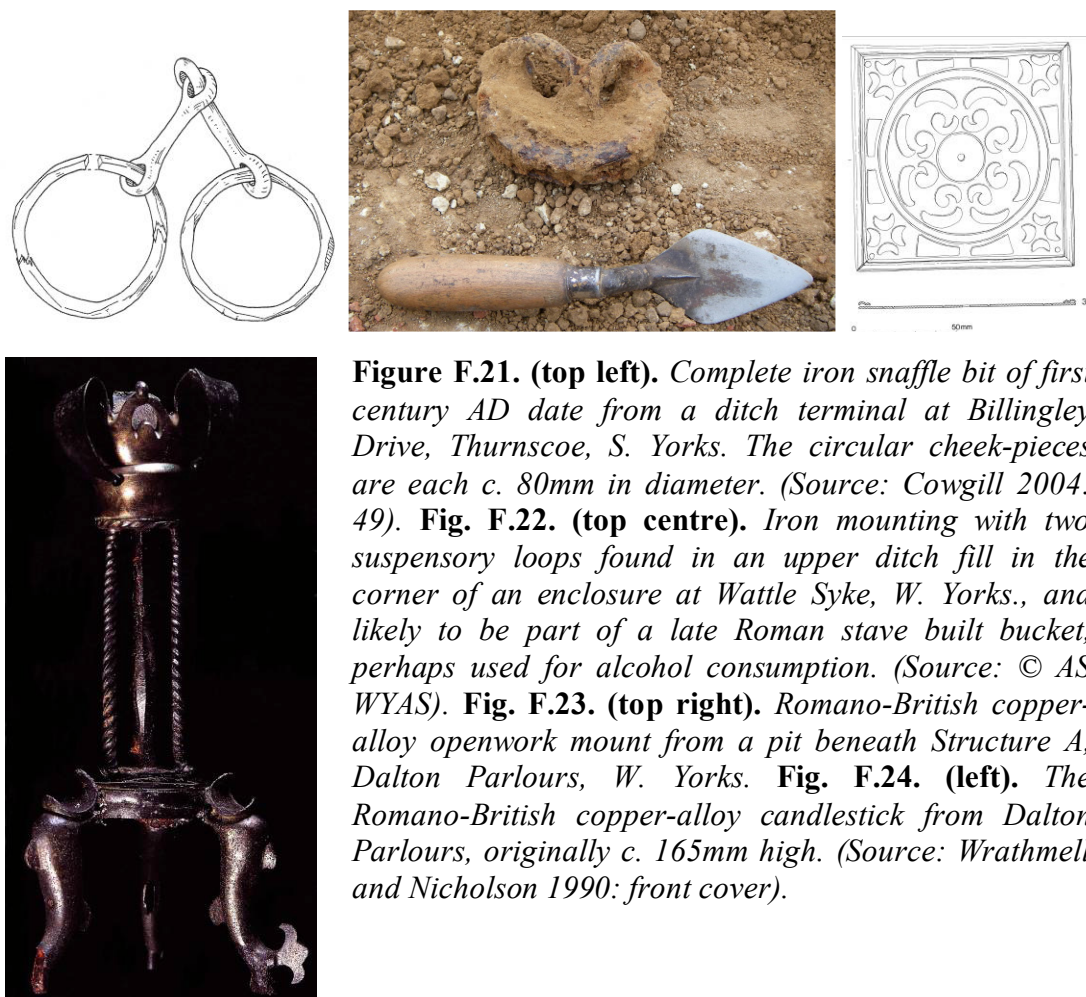 3
0
50mm
Figure F.21. (top left). Complete iron snaffle bit of first
century AD date from a ditch terminal at Billingley
Drive, Thurnscoe, S. Yorks. The circular cheek-pieces
are each c. 80mm in diameter. (Source: Cowgill 2004:
49). Fig. F.22. (top centre). Iron mounting with two
suspensory loops found in an upper ditch fill in the
corner of an enclosure at Wattle Syke, W. Yorks., and
likely to be part of a late Roman stave built bucket,
perhaps used for alcohol consumption. (Source: © AS
WYAS). Fig. F.23. (top right). Romano-British copper-
alloy openwork mount from a pit beneath Structure A,
Dalton Parlours, W. Yorks. Fig. F.24. (left). The
Romano-British copper-alloy candlestick from Dalton
Parlours, originally c. 165mm high. (Source: Wrathmell
and Nicholson 1990: front cover).